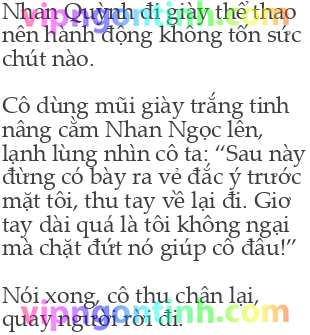 Nhan Quỳnh đi giày thể thao
nên hành động không tốn sức
chút nào.
Cô dùng mũi giày trắng tinh
nâng cằm Nhan Ngọc lên,
lạnh lùng nhìn cô ta: “Sau này
đừng có bày ra vẻ đắc ý trước
mặt tôi, thu tay về lại đi. Giơ
tay dài quá là tôi không ngại
mà chặt đứt nó giúp cô đâu!”
Nói xong, cô thu chân lại,
quay người rời đi.
vipngontinh.com
vipngontinh.com